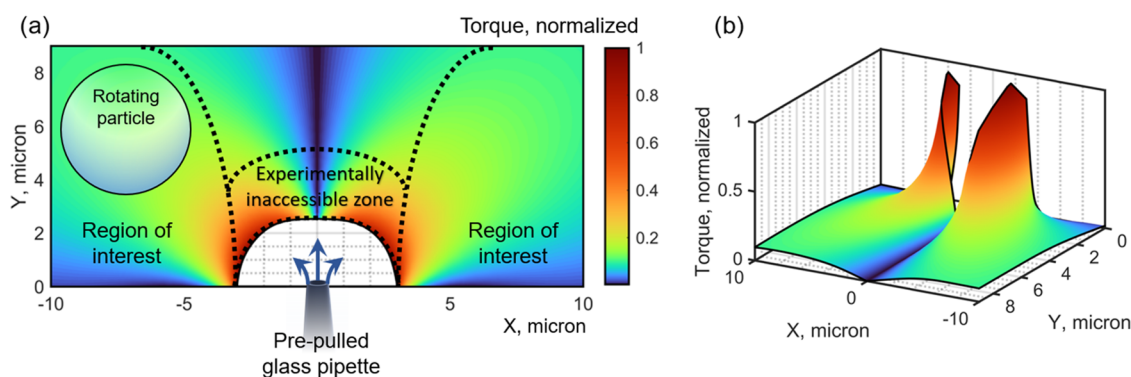 (a)
Torque, normalized
Y, micron
8
6
4
2
0
Rotating
particle
Experimentally
inaccessible zone
Region of
interest
Region of
interest
-10
-5
0
5
10
X, micron
Pre-pulled
glass pipette
1
0.8
0.6
0.4
0.2
(b)
Torque, normalized
1
0.5
0
10
0
-10
X, micron
8
6
4
2
0
Y, micron